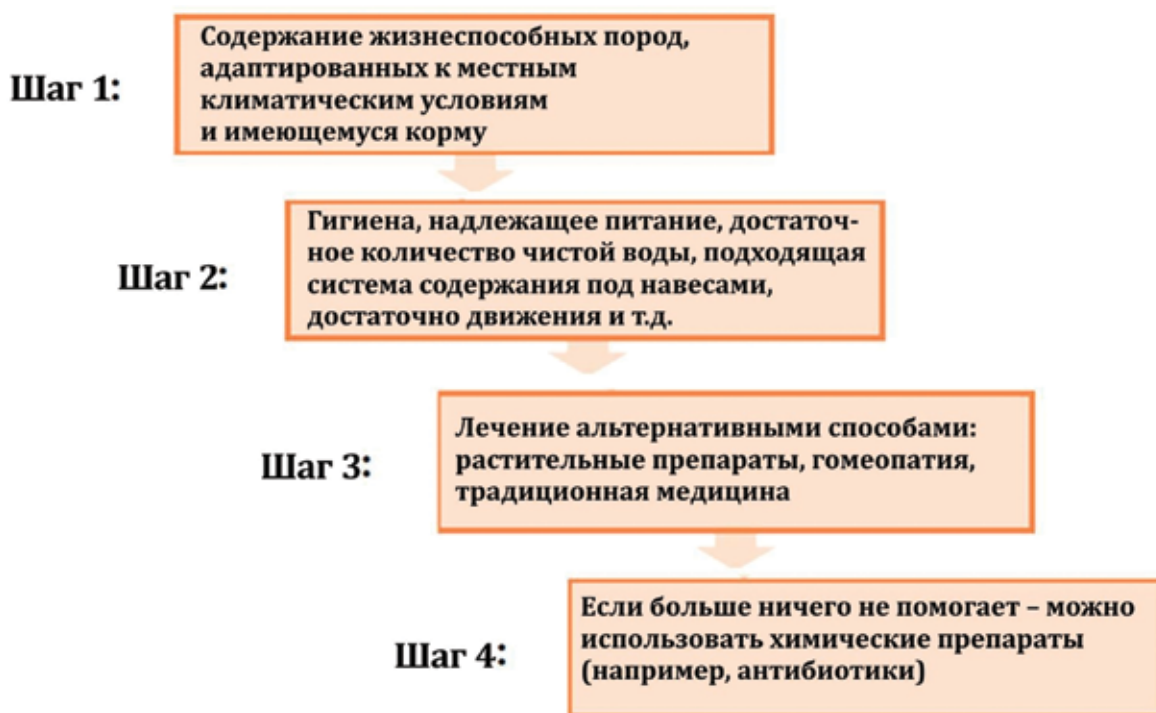 Шаг 1:
Содержание жизнеспособных пород,
адаптированных к местным
климатическим условиям
и имеющемуся корму
Шаг 2:
Гигиена, надлежащее питание, достаточ-
ное количество чистой воды, подходящая
система содержания под навесами,
достаточно движения и т.д.
Шаг 3:
Лечение альтернативными способами:
растительные препараты, гомеопатия,
традиционная медицина
Шаг 4:
Если больше ничего не помогает – можно
использовать химические препараты
(например, антибиотики)